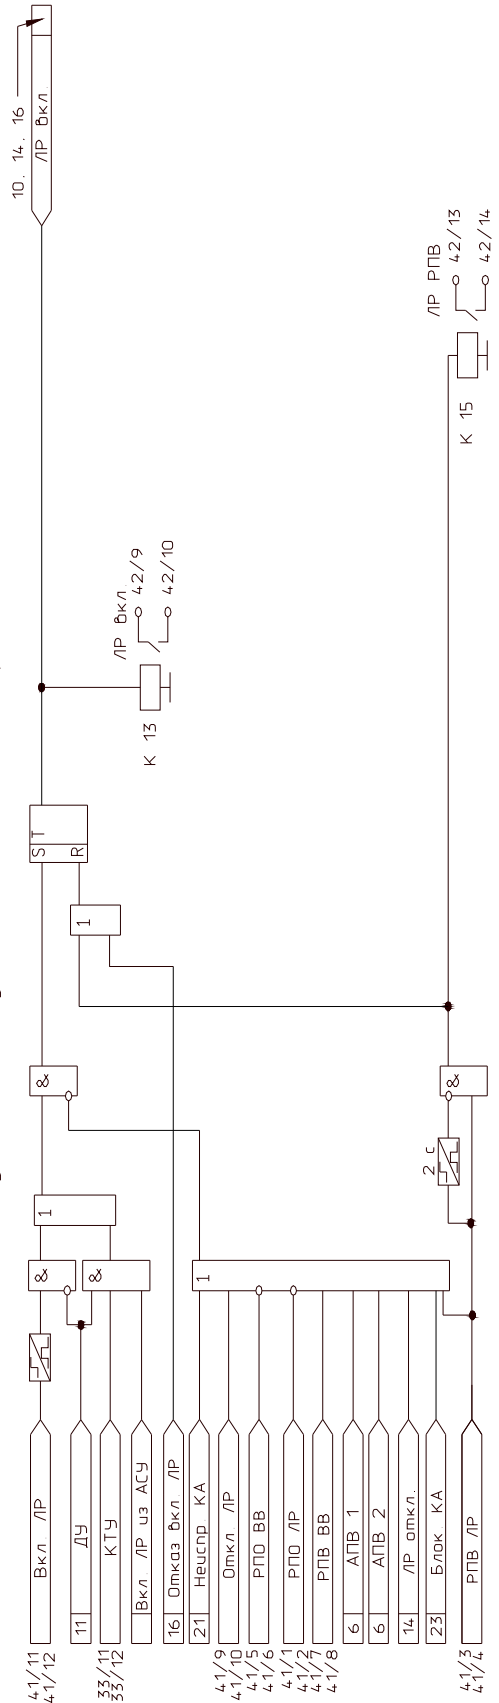 10. 14. 16
ЛР вкл.
ЛР РПВ
42/13
42/14
К 15
ЛР вкл.
42/9
42/10
К 13
S T
R
1
&
&
2 с
1
&
&
1
41/11
41/12
Вкл. ЛР
11 ДУ
33/11
33/12
КТУ
Вкл ЛР из АСУ
16 Отказ вкл. ЛР
21 Неиспр КА
41/9
41/10
Откл ЛР
41/5
41/6
РПО ВВ
41/1
41/2
РПО ЛР
41/7
41/8
РПВ ВВ
6 АПВ 1
6 АПВ 2
14 ЛР откл.
23 Блок КА
41/3
41/4
РПВ ЛР